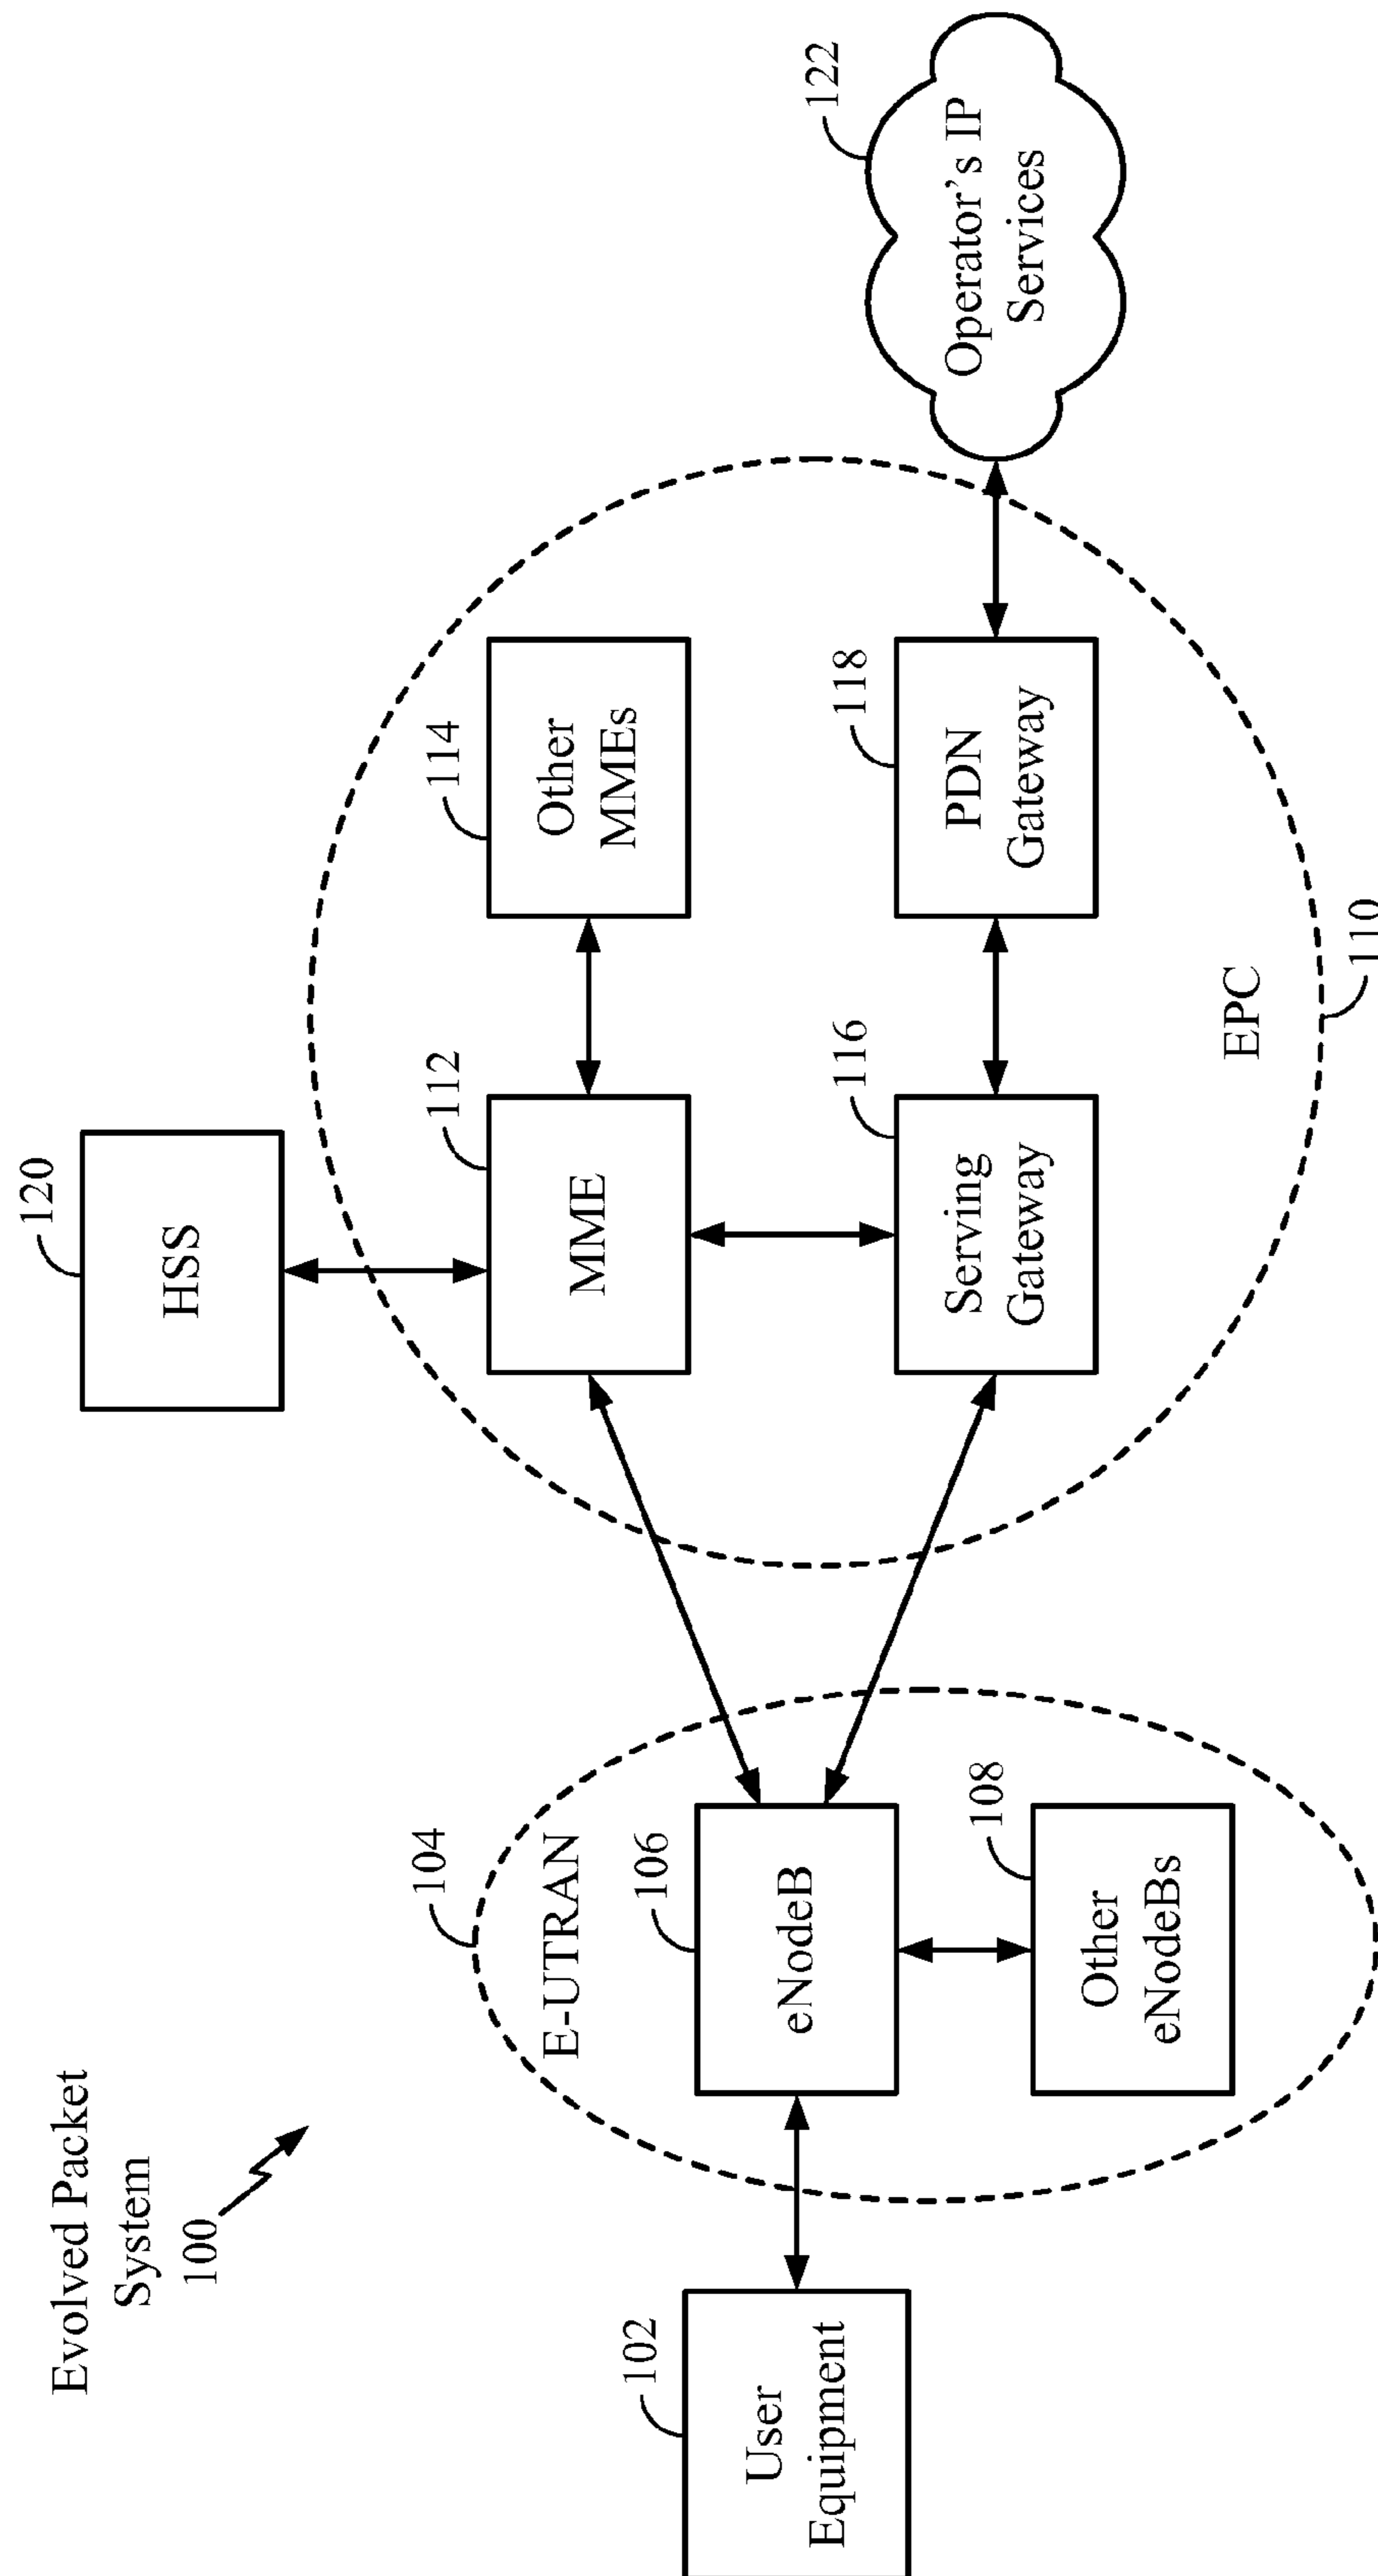 Evolved Packet
System
100
120
HSS
104
E-UTRAN
112
MME
114
Other
MMEs
102
User
Equipment
106
eNodeB
108
Other
eNodeBs
116
Serving
Gateway
118
PDN
Gateway
122
Operator's IP
Services
EPC
110